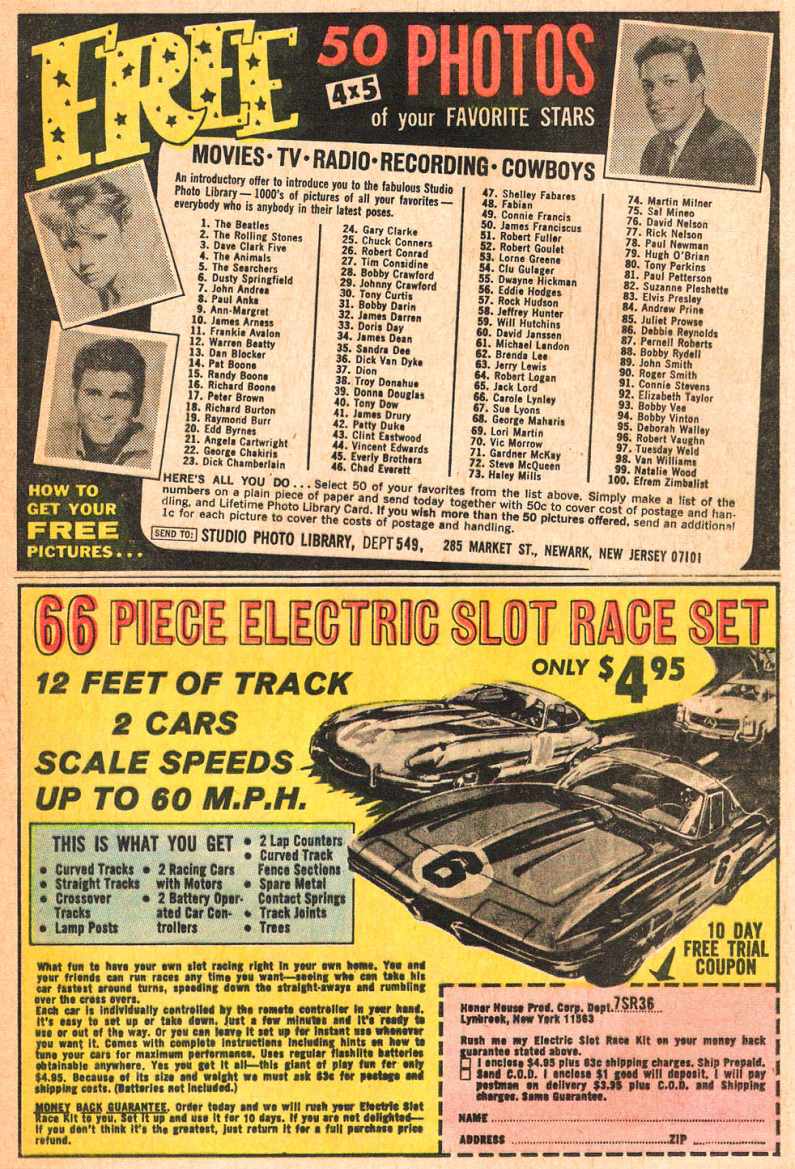 FREE
50 PHOTOS
4x5
of your FAVORITE STARS
MOVIES • TV • RADIO • RECORDING • COWBOYS
An introductory offer to introduce you to the fabulous Studio
Photo Library — 1000's of pictures of all your favorites —
everybody who is anybody in their latest poses.
1. The Beatles
2. The Rolling Stones
3. Dave Clark Five
4. The Animals
5. The Searchers
6. Dusty Springfield
7. John Andrea
8. Paul Anka
9. Ann-Margret
10. James Arness
11. Frankie Avalon
12. Warren Beatty
13. Dan Blocker
14. Pat Boone
15. Randy Boone
16. Richard Boone
17. Peter Brown
18. Richard Burton
19. Raymond Burr
20. Edd Byrnes
21. Angela Cartwright
22. George Chakiris
23. Dick Chamberlain
24. Gary Clarke
25. Chuck Conners
26. Robert Conrad
27. Tim Considine
28. Bobby Crawford
29. Johnny Crawford
30. Tony Curtis
31. Bobby Darin
32. James Darren
33. Doris Day
34. James Dean
35. Sandra Dee
36. Dick Van Dyke
37. Dion
38. Troy Donahue
39. Donna Douglas
40. Tony Dow
41. James Drury
42. Patty Duke
43. Clint Eastwood
44. Vincent Edwards
45. Everly Brothers
46. Chad Everett
47. Shelley Fabares
48. Fabian
49. Connie Francis
50. James Franciscus
51. Robert Fuller
52. Robert Goulet
53. Lorne Greene
54. Clu Gulager
55. Dwayne Hickman
56. Eddie Hodges
57. Rock Hudson
58. Jeffrey Hunter
59. Will Hutchins
60. David Janssen
61. Michael Landon
62. Brenda Lee
63. Jerry Lewis
64. Robert Logan
65. Jack Lord
66. Carole Lynley
67. Sue Lyons
68. George Maharis
69. Lori Martin
70. Vic Morrow
71. Gardner McKay
72. Steve McQueen
73. Haley Mills
74. Martin Milner
75. Sal Mineo
76. David Nelson
77. Rick Nelson
78. Paul Newman
79. Hugh O'Brian
80. Tony Perkins
81. Paul Petterson
82. Suzanne Pleshette
83. Elvis Presley
84. Andrew Prine
85. Juliet Prowse
86. Debbie Reynolds
87. Pernell Roberts
88. Bobby Rydell
89. John Smith
90. Roger Smith
91. Connie Stevens
92. Elizabeth Taylor
93. Bobby Vee
94. Bobby Vinton
95. Deborah Walley
96. Robert Vaughn
97. Tuesday Weld
98. Van Williams
99. Natalie Wood
100. Efrem Zimbalist
HOW TO
GET YOUR
FREE
PICTURES...
HERE'S ALL YOU DO... Select 50 of your favorites from the list above. Simply make a list of the
numbers on a plain piece of paper and send today together with 50c to cover cost of postage and han-
dling, and Lifetime Photo Library Card. If you wish more than the 50 pictures offered, send an additional
1c for each picture to cover the costs of postage and handling.
SEND TO: STUDIO PHOTO LIBRARY, DEPT 549, 285 MARKET ST., NEWARK, NEW JERSEY 07101
66 PIECE ELECTRIC SLOT RACE SET
ONLY $4.95
12 FEET OF TRACK
2 CARS
SCALE SPEEDS
UP TO 60 M.P.H.
THIS IS WHAT YOU GET
• Curved Tracks
• Straight Tracks
• Crossover
Tracks
• Lamp Posts
• 2 Racing Cars
with Motors
• 2 Battery Oper-
ated Car Con-
trollers
• 2 Lap Counters
• Curved Track
Fence Sections
• Spare Metal
Contact Springs
• Track Joints
• Trees
6
6
10 DAY
FREE TRIAL
COUPON
What fun to have your own slot racing right in your own home. You and
your friends can run races any time you want—seeing who can take his
car fastest around turns, speeding down the straight-aways and rumbling
over the cross overs.
Each car is individually controlled by the remote controller in your hand.
It's easy to set up or take down. Just a few minutes and it's ready to
use or out of the way. Or you can leave it set up for instant use whenever
you want it. Comes with complete instructions including hints on how to
tune your cars for maximum performance. Uses regular flashlite batteries
obtainable anywhere. Yes you get it all—this giant of play fun for only
$4.95. Because of its size and weight we must ask 63c for postage and
shipping costs. (Batteries not included.)
MONEY BACK GUARANTEE. Order today and we will rush your Electric Slot
Race Kit to you. Set it up and use it for 10 days. If you are not delighted—
if you don't think it's the greatest, just return it for a full purchase price
refund.
Honor House Prod. Corp. Dept. 7SR36
Lynbrook, New York 11563
Rush me my Electric Slot Race Kit on your money back
guarantee stated above.
I enclose $4.95 plus 63c shipping charges. Ship Prepaid.
Send C.O.D. I enclose $1 good will deposit. I will pay
postman on delivery $3.95 plus C.O.D. and Shipping
charges. Same Guarantee.
NAME
ADDRESS ZIP